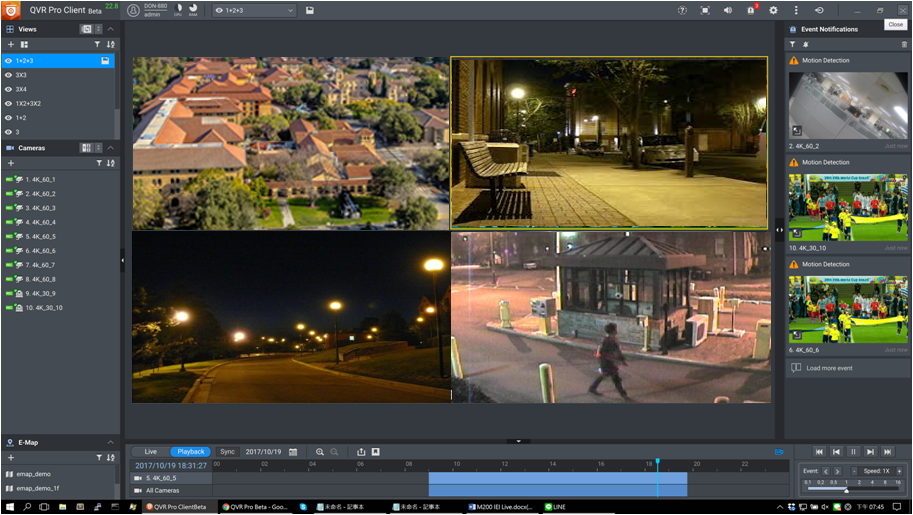 QVR Pro Client Beta
22.8
DON-880
admin
CPU
RAM
1+2+3
3
Close
Views
1+2+3
3X3
3X4
1X2+3X2
1+2
3
Cameras
1. 4K_60_1
2. 4K_60_2
3. 4K_60_3
4. 4K_60_4
5. 4K_60_5
6. 4K_60_6
7. 4k_60_7
8. 4K_60_8
9. 4K_30_9
10. 4K_30_10
E-Map
emap_demo
emap_demo_1f
Event Notifications
Motion Detection
2. 4K_60_2
Just now
Motion Detection
10. 4K_30_10
Just now
Motion Detection
6. 4K_60_6
Just now
Load more event
Live
Playback
Sync
2017/10/19
2017/10/19 18:31:27
00 02 04 06 08 10 12 14 16 18 20 22
5. 4K_60_5
All Cameras
Event:
Speed: 1X
0.1 0.2 0.5 1 2 4 8 16
QVR Pro ClientBeta
QVR Pro Beta - Goo...
未命名 - 記事本
未命名 - 記事本
M200 IEI Live.docx(...
LINE
下午 07:45